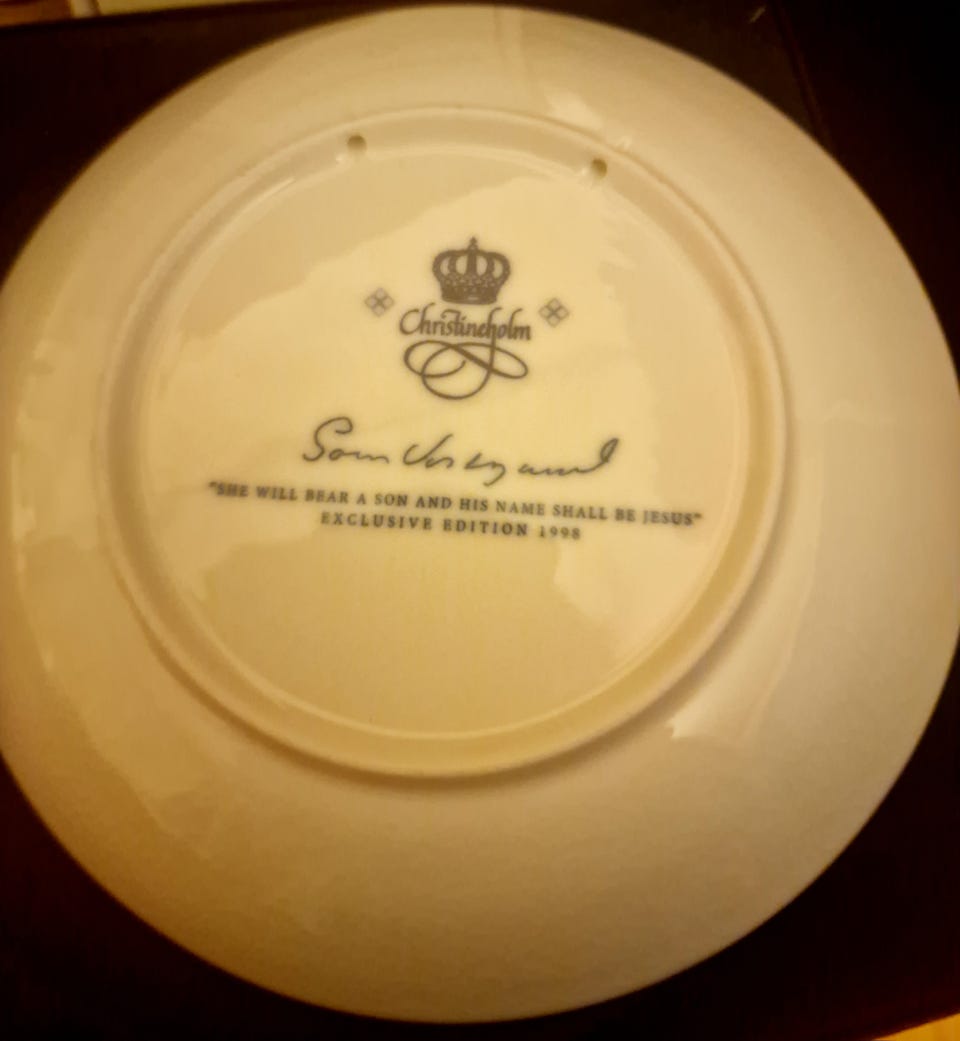 Christineholm
"SHE WILL BEAR A SON AND HIS NAME SHALL BE JESUS"
EXCLUSIVE EDITION 1998